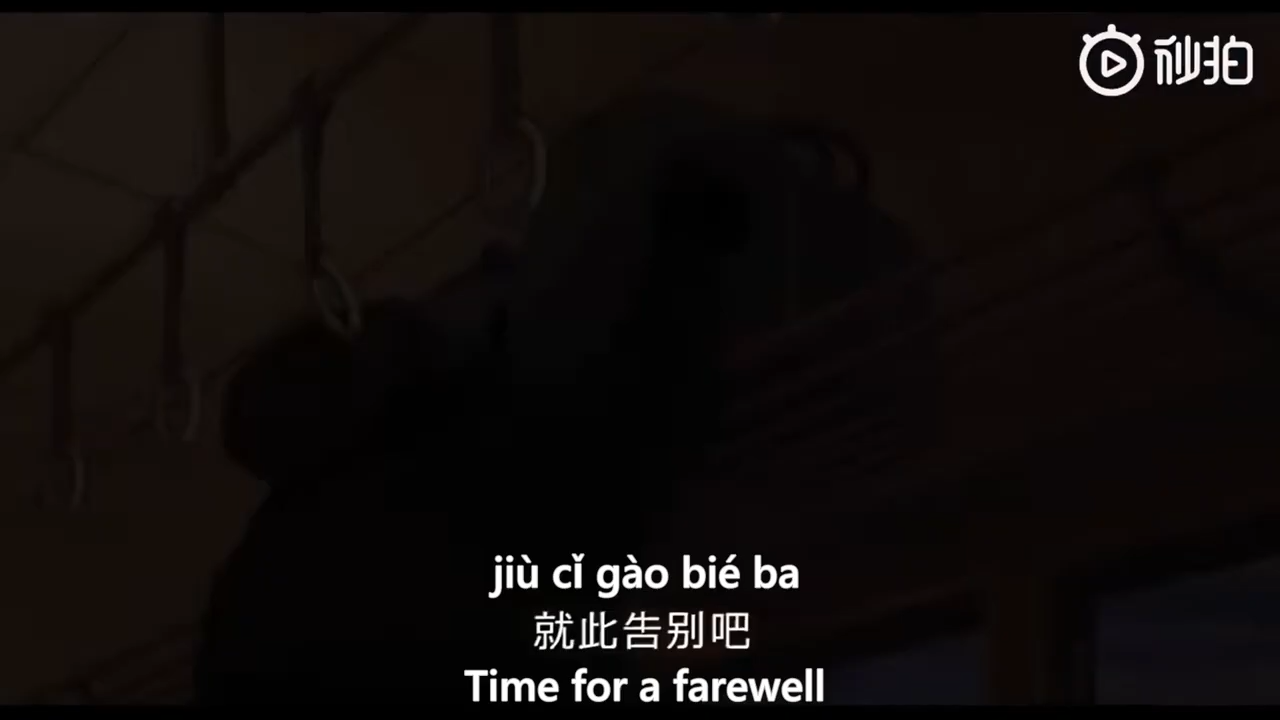 秒拍
jiù cǐ gào bié ba
就此告别吧
Time for a farewell